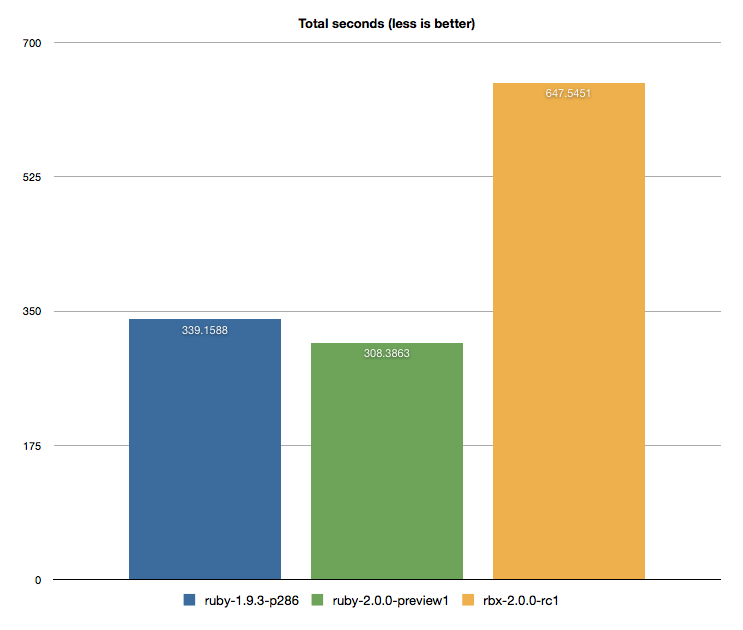 Total seconds (less is better)
700
525
350
175
0
339.1588
308.3863
647.5451
ruby-1.9.3-p286
ruby-2.0.0-preview1
rbx-2.0.0-rc1